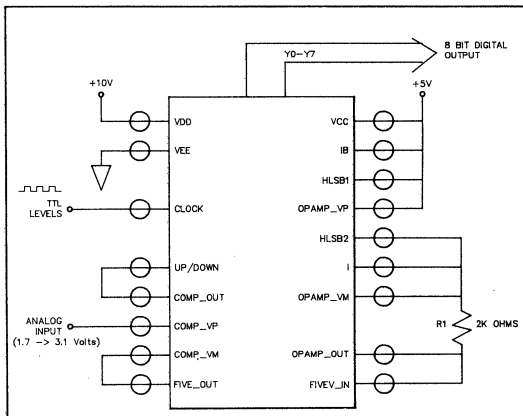 8 BIT DIGITAL
OUTPUT
Y0-Y7
+10V
+5V
VDD
VCC
VEE
IB
HLSB1
TTL
LEVELS
CLOCK
OPAMP_VP
HLSB2
UP/DOWN
I
COMP_OUT
OPAMP_VM
ANALOG
INPUT
(1.7 -> 3.1 Volts)
COMP_VP
R1
2K OHMS
COMP_VM
OPAMP_OUT
FIVE_OUT
FIVEV_IN